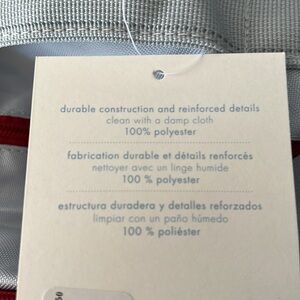 durable construction and reinforced details
clean with a damp cloth
100% polyester
fabrication durable et détails renforcés
nettoyer avec un linge humide
100 % polyester
estructura duradera y detalles reforzados
limpiar con un paño húmedo
100 % poliéster